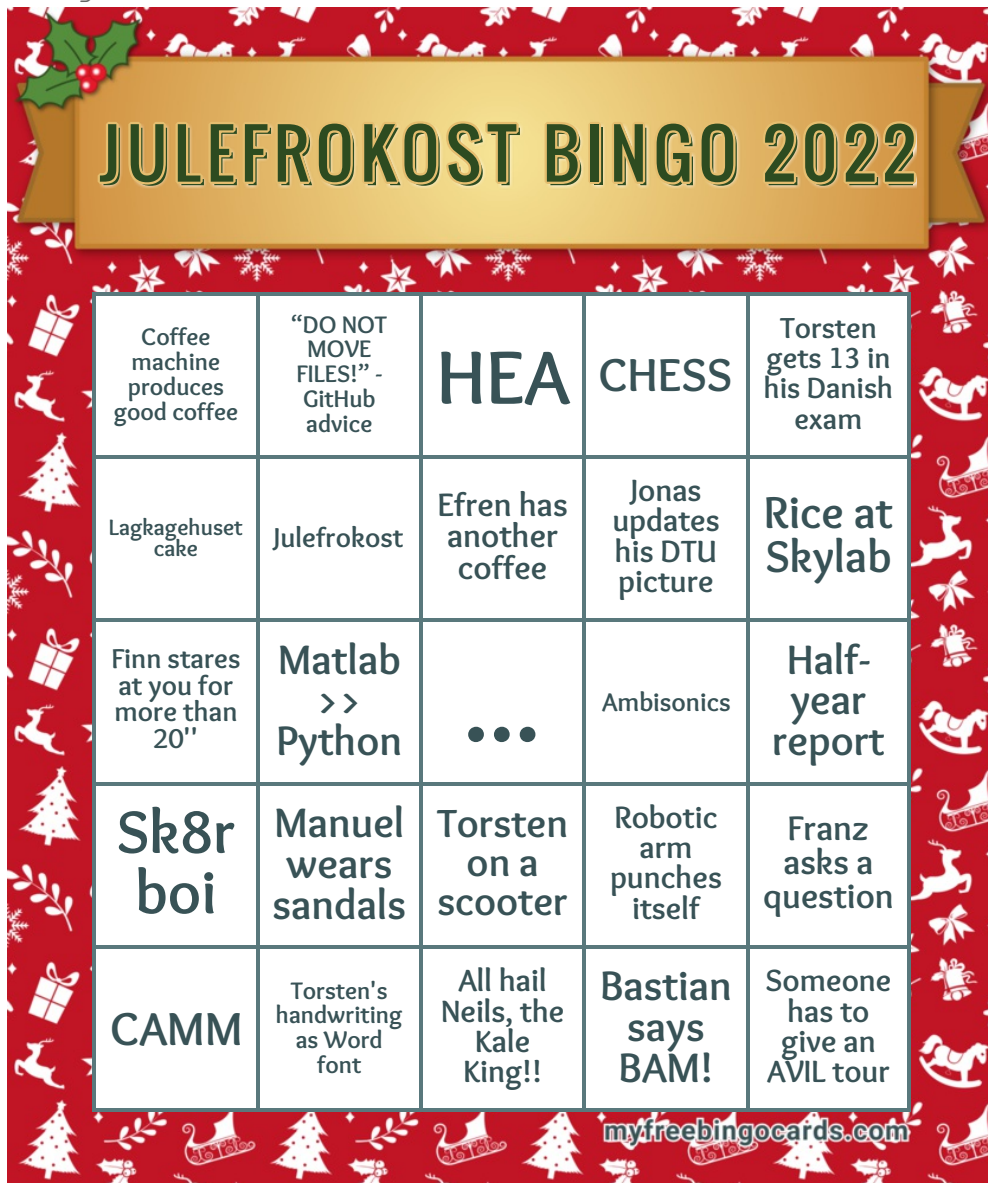 JULEFROKOST BINGO 2022
Coffee
machine
produces
good coffee
“DO NOT
MOVE
FILES!” -
GitHub
advice
HEA
CHESS
Torsten
gets 13 in
his Danish
exam
Lagkagehuset
cake
Julefrokost
Efren has
another
coffee
Jonas
updates
his DTU
picture
Rice at
Skylab
Finn stares
at you for
more than
20''
Matlab
>>
Python
...
Ambisonics
Half-
year
report
Sk8r
boi
Manuel
wears
sandals
Torsten
on a
scooter
Robotic
arm
punches
itself
Franz
asks a
question
CAMM
Torsten's
handwriting
as Word
font
All hail
Neils, the
Kale
King!!
Bastian
says
BAM!
Someone
has to
give an
AVIL tour
myfreebingocards.com